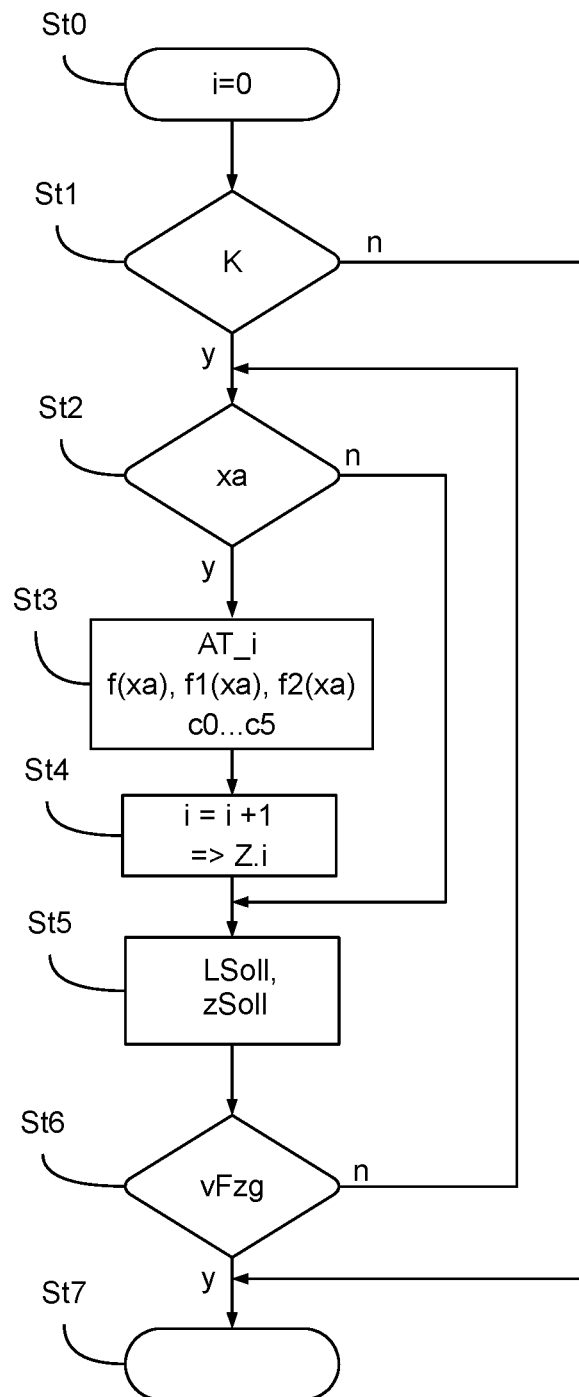 St0
i=0
St1
K
n
y
St2
xa
n
y
St3
AT_i
f(xa), f1(xa), f2(xa)
c0...c5
St4
i = i +1
=> Z.i
St5
LSoll,
zSoll
St6
vFzg
n
y
St7